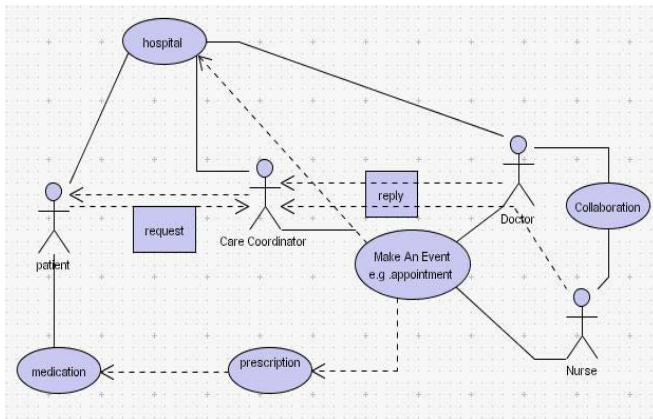 hospital
reply
request
Care Coordinator
Doctor
Collaboration
patient
Make An Event
e.g .appointment
medication
prescription
Nurse